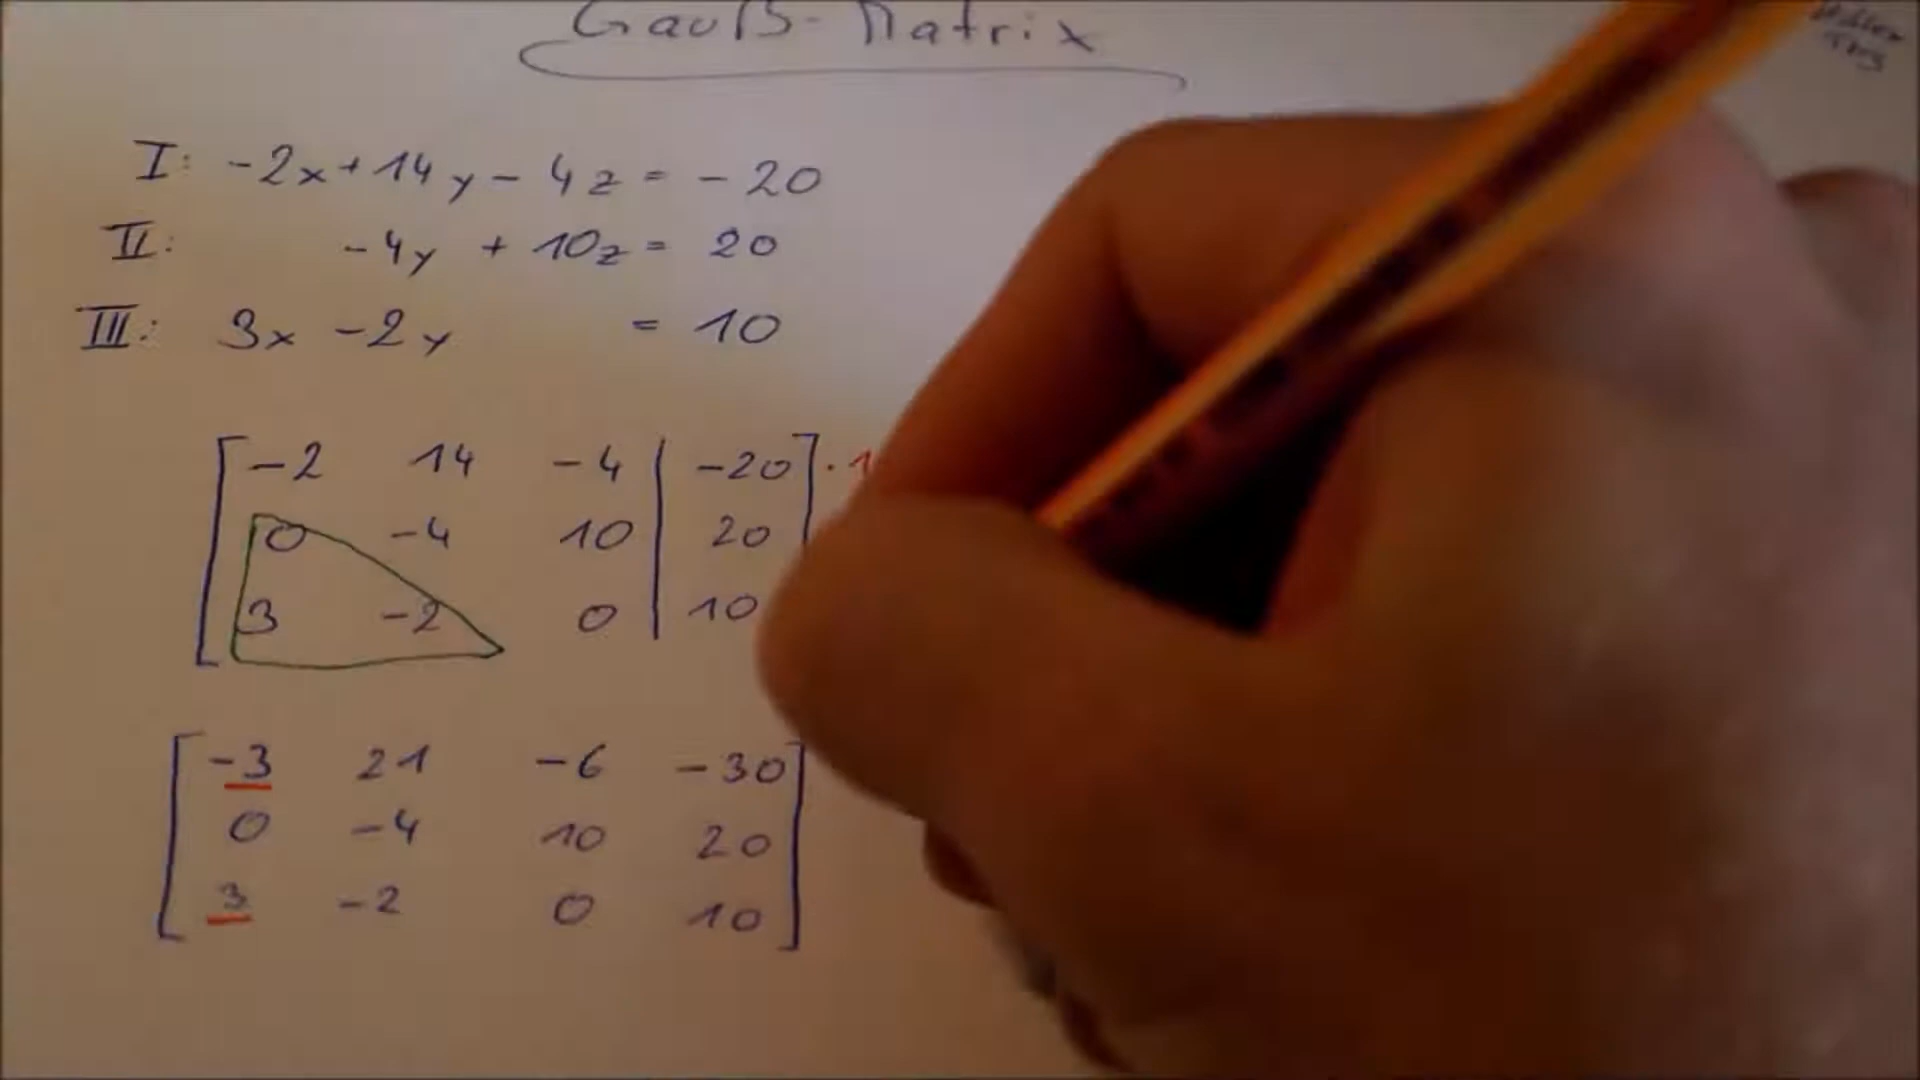 Gauß-Matrix
I: -2x+14y-4z = -20
II: -4y + 10z = 20
III: 3x -2y = 10
-2 14 -4 | -20 ·1
0 -4 10 | 20
3 -2 0 | 10
-3 21 -6 -30
0 -4 10 20
3 -2 0 10